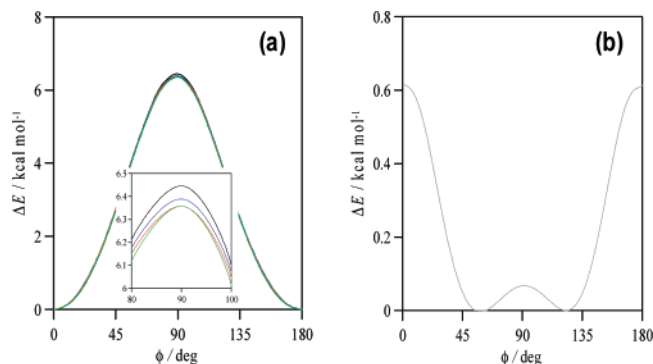 (a)
ΔE / kcal mol⁻¹
8
6
4
2
0
0 45 90 135 180
ϕ / deg
6.5
6.4
6.3
6.2
6.1
6
80 90 100
(b)
ΔE / kcal mol⁻¹
0.8
0.6
0.4
0.2
0
0 45 90 135 180
ϕ / deg